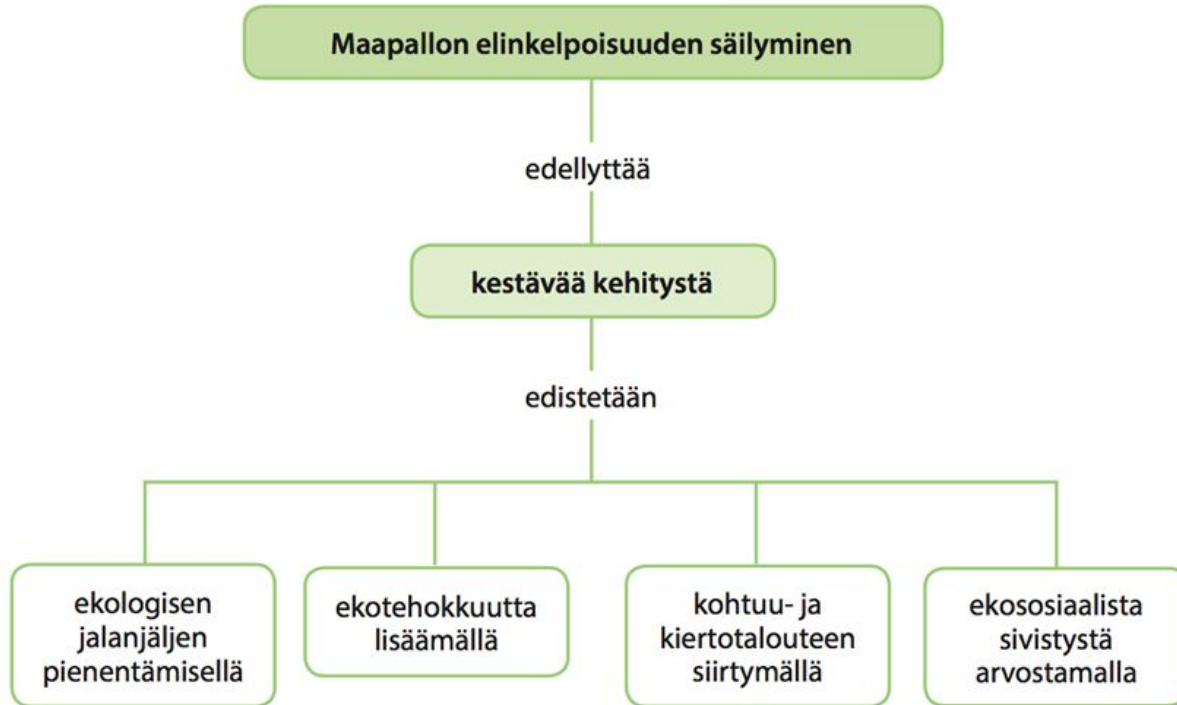 Maapallon elinkelpoisuuden säilyminen
edellyttää
kestävää kehitystä
edistetään
ekologisen
jalanjäljen
pienentämisellä
ekotehokkuutta
lisäämällä
kohtuu- ja
kiertotalouteen
siirtymällä
ekososiaalista
sivistystä
arvostamalla